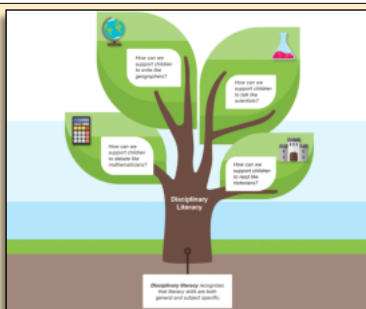 How can we
support children
to write like
geographers?
How can we
support children
to talk like
scientists?
How can we
support children
to debate like
mathematicians?
How can we
support children
to read like
historians?
Disciplinary
Literacy
Disciplinary literacy recognises
that literacy skills are both
general and subject specific.